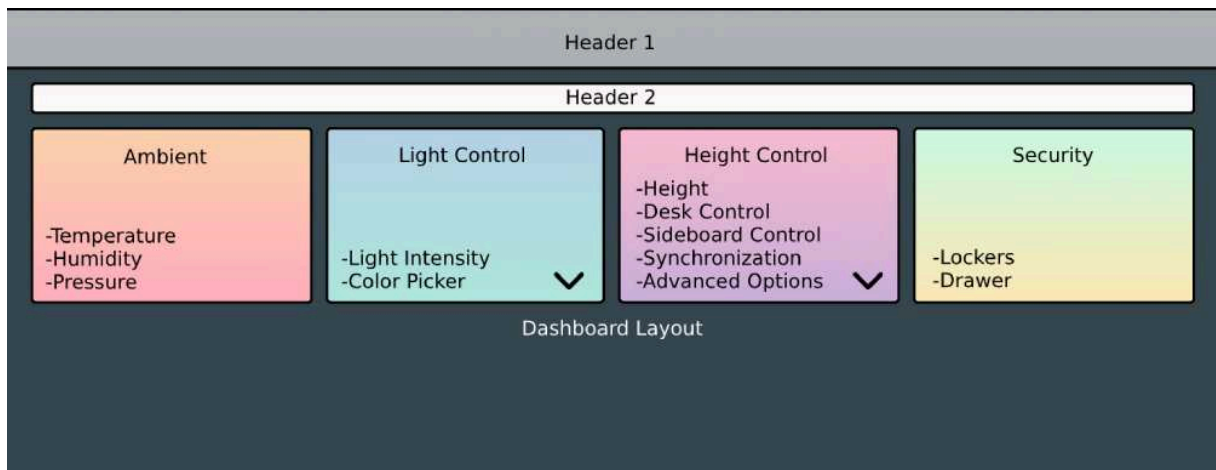 Header 1
Header 2
Ambient
-Temperature
-Humidity
-Pressure
Light Control
-Light Intensity
-Color Picker
Height Control
-Height
-Desk Control
-Sideboard Control
-Synchronization
-Advanced Options
Security
-Lockers
-Drawer
Dashboard Layout